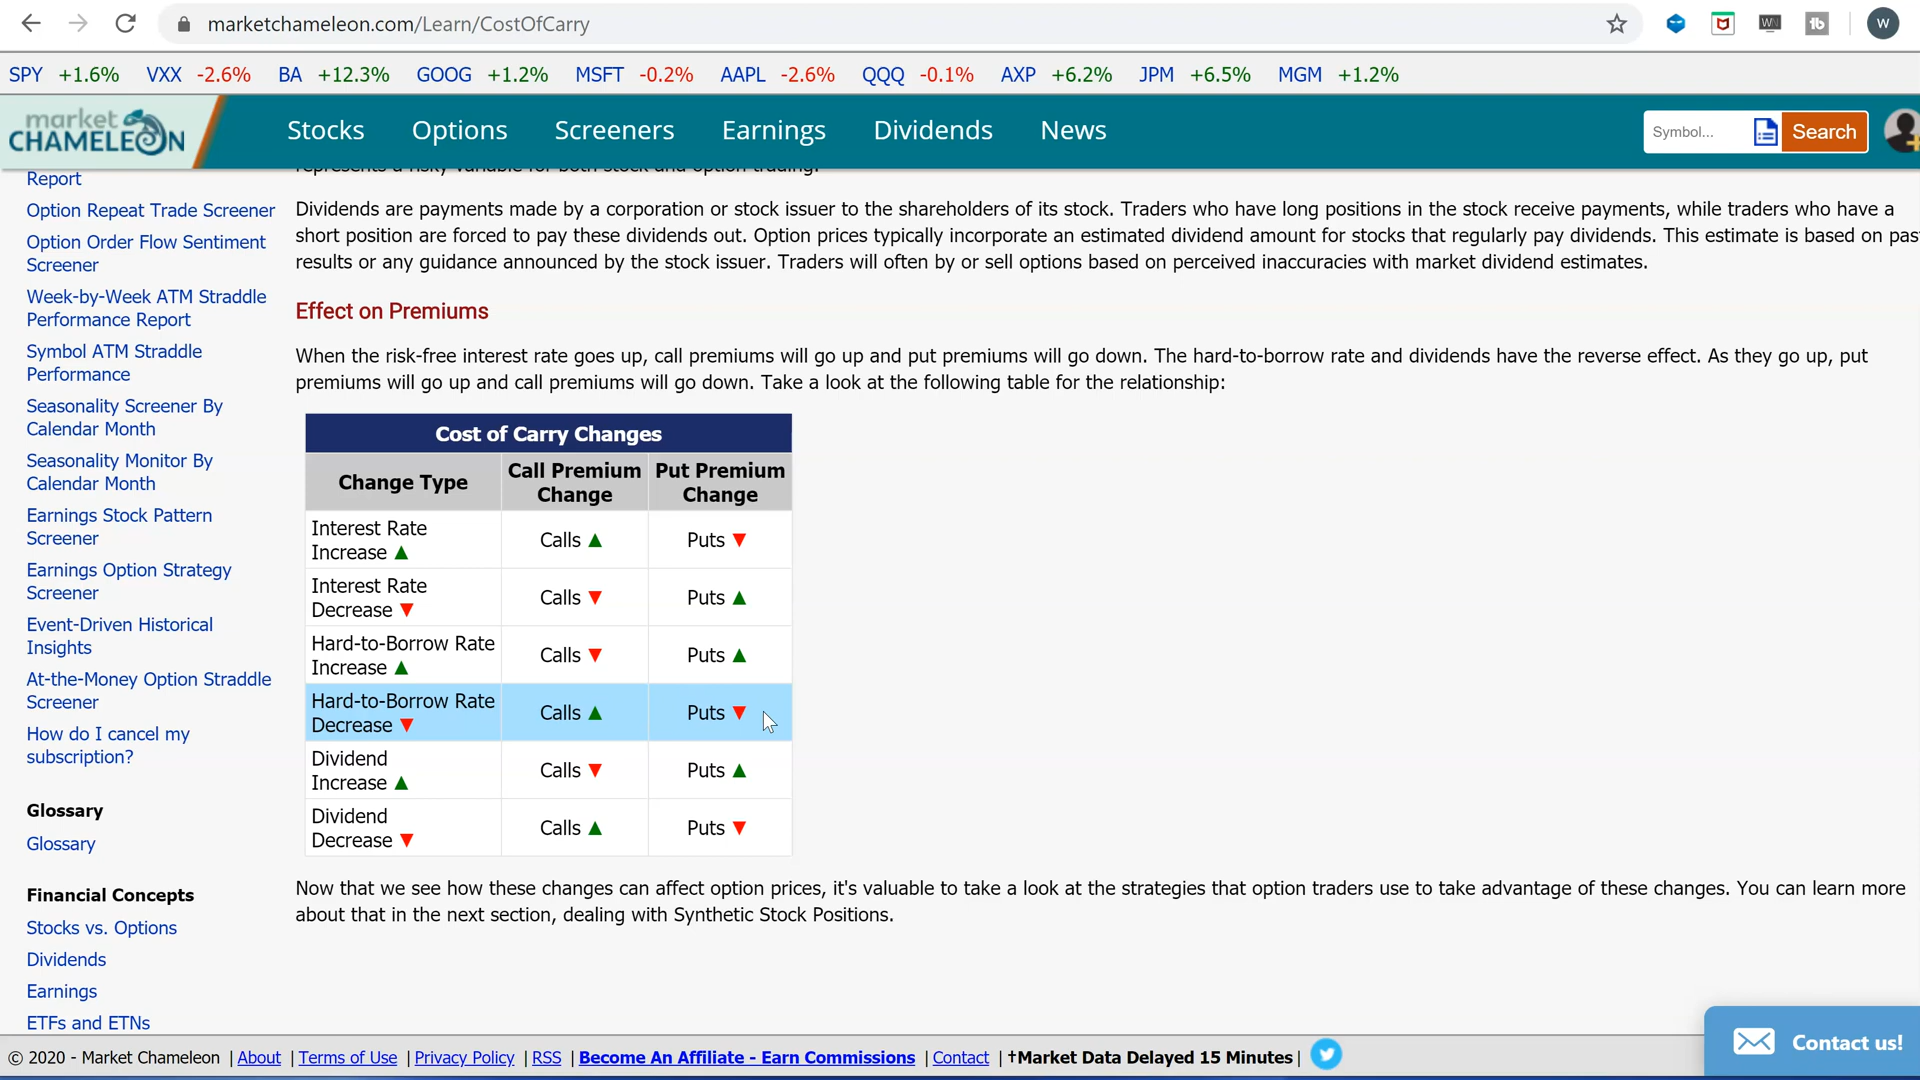 marketchameleon.com/Learn/CostOfCarry
W
SPY +1.6% VXX -2.6% BA +12.3% GOOG +1.2% MSFT -0.2% AAPL -2.6% QQQ -0.1% AXP +6.2% JPM +6.5% MGM +1.2%
market CHAMELEON
Stocks Options Screeners Earnings Dividends News
Symbol... Search
Report
Option Repeat Trade Screener
Option Order Flow Sentiment
Screener
Week-by-Week ATM Straddle
Performance Report
Symbol ATM Straddle
Performance
Seasonality Screener By
Calendar Month
Seasonality Monitor By
Calendar Month
Earnings Stock Pattern
Screener
Earnings Option Strategy
Screener
Event-Driven Historical
Insights
At-the-Money Option Straddle
Screener
How do I cancel my
subscription?
Glossary
Glossary
Financial Concepts
Stocks vs. Options
Dividends
Earnings
ETFs and ETNs
represents a risky variable for both stock and option trading.
Dividends are payments made by a corporation or stock issuer to the shareholders of its stock. Traders who have long positions in the stock receive payments, while traders who have a
short position are forced to pay these dividends out. Option prices typically incorporate an estimated dividend amount for stocks that regularly pay dividends. This estimate is based on pas
results or any guidance announced by the stock issuer. Traders will often by or sell options based on perceived inaccuracies with market dividend estimates.
Effect on Premiums
When the risk-free interest rate goes up, call premiums will go up and put premiums will go down. The hard-to-borrow rate and dividends have the reverse effect. As they go up, put
premiums will go up and call premiums will go down. Take a look at the following table for the relationship:
Cost of Carry Changes
Change Type Call Premium Change Put Premium Change
Interest Rate Increase ▲ Calls ▲ Puts ▼
Interest Rate Decrease ▼ Calls ▼ Puts ▲
Hard-to-Borrow Rate Increase ▲ Calls ▼ Puts ▲
Hard-to-Borrow Rate Decrease ▼ Calls ▲ Puts ▼
Dividend Increase ▲ Calls ▼ Puts ▲
Dividend Decrease ▼ Calls ▲ Puts ▼
Now that we see how these changes can affect option prices, it's valuable to take a look at the strategies that option traders use to take advantage of these changes. You can learn more
about that in the next section, dealing with Synthetic Stock Positions.
© 2020 - Market Chameleon | About | Terms of Use | Privacy Policy | RSS | Become An Affiliate - Earn Commissions | Contact | †Market Data Delayed 15 Minutes |
Contact us!